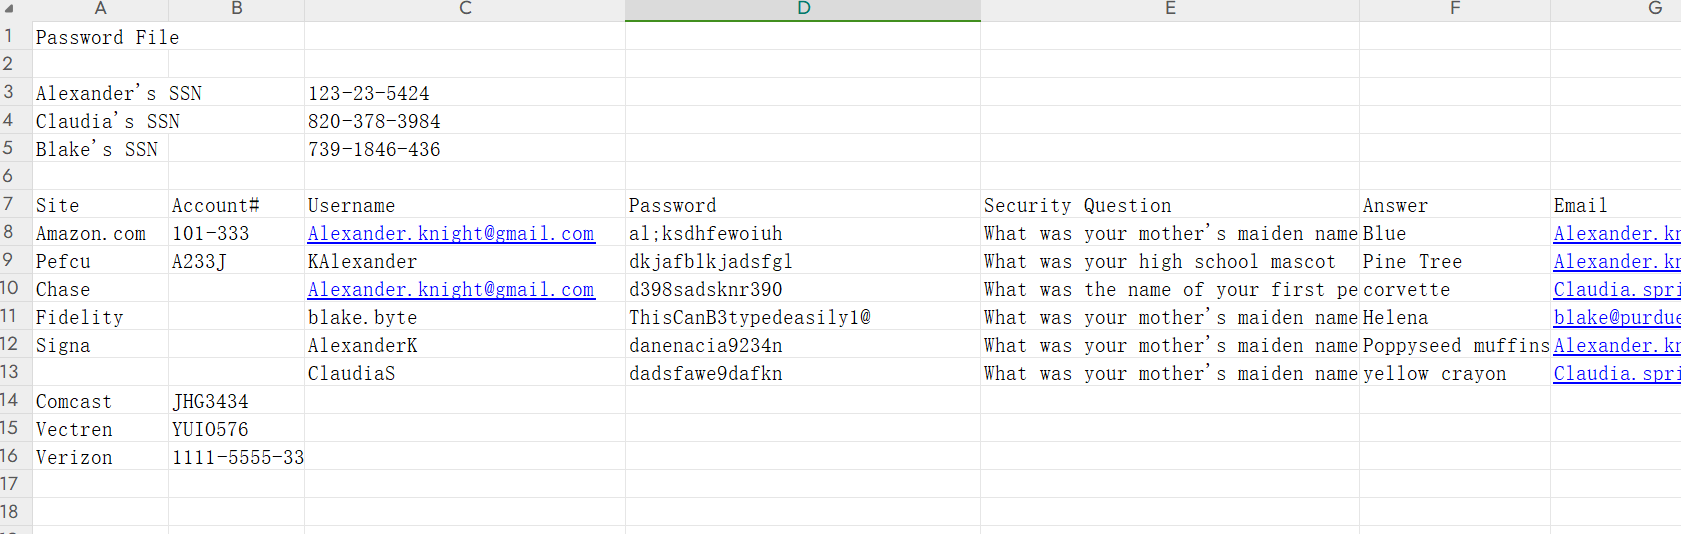 A B C D E F G
1 Password File
2
3 Alexander's SSN 123-23-5424
4 Claudia's SSN 820-378-3984
5 Blake's SSN 739-1846-436
6
7 Site Account# Username Password Security Question Answer Email
8 Amazon.com 101-333 Alexander.knight@gmail.com al;ksdhfewoiuh What was your mother's maiden name Blue Alexander.kr
9 Pefcu A233J KAlexander dkjafblkjadsfgl What was your high school mascot Pine Tree Alexander.kr
10 Chase Alexander.knight@gmail.com d398sadsknr390 What was the name of your first pe corvette Claudia.spri
11 Fidelity blake.byte ThisCanB3typedeasily1@ What was your mother's maiden name Helena blake@purdue
12 Signa AlexanderK danenacia9234n What was your mother's maiden name Poppyseed muffins Alexander.kr
13 ClaudiaS dadsfawe9dafkn What was your mother's maiden name yellow crayon Claudia.spri
14 Comcast JHG3434
15 Vectren YUIO576
16 Verizon 1111-5555-33
17
18